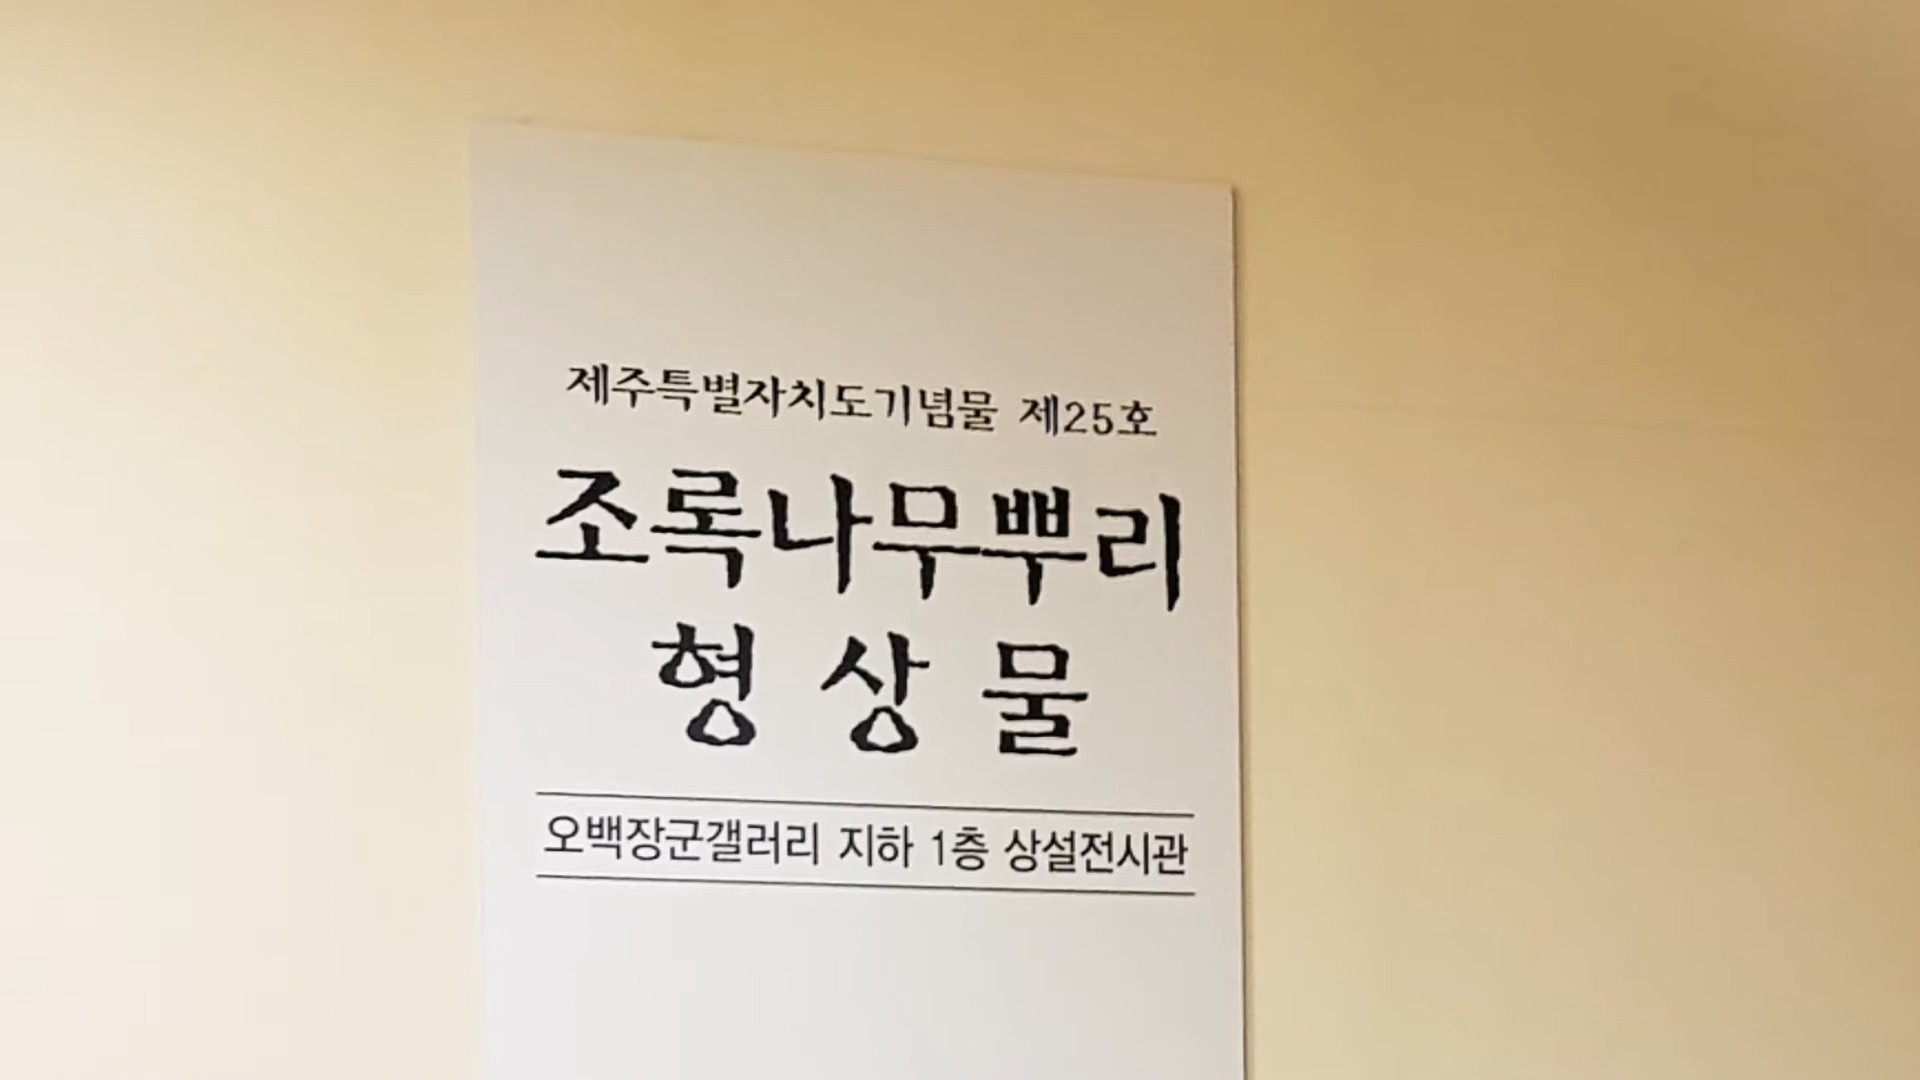 제주특별자치도기념물 제25호
조록나무뿌리
형상물
오백장군갤러리 지하 1층 상설전시관